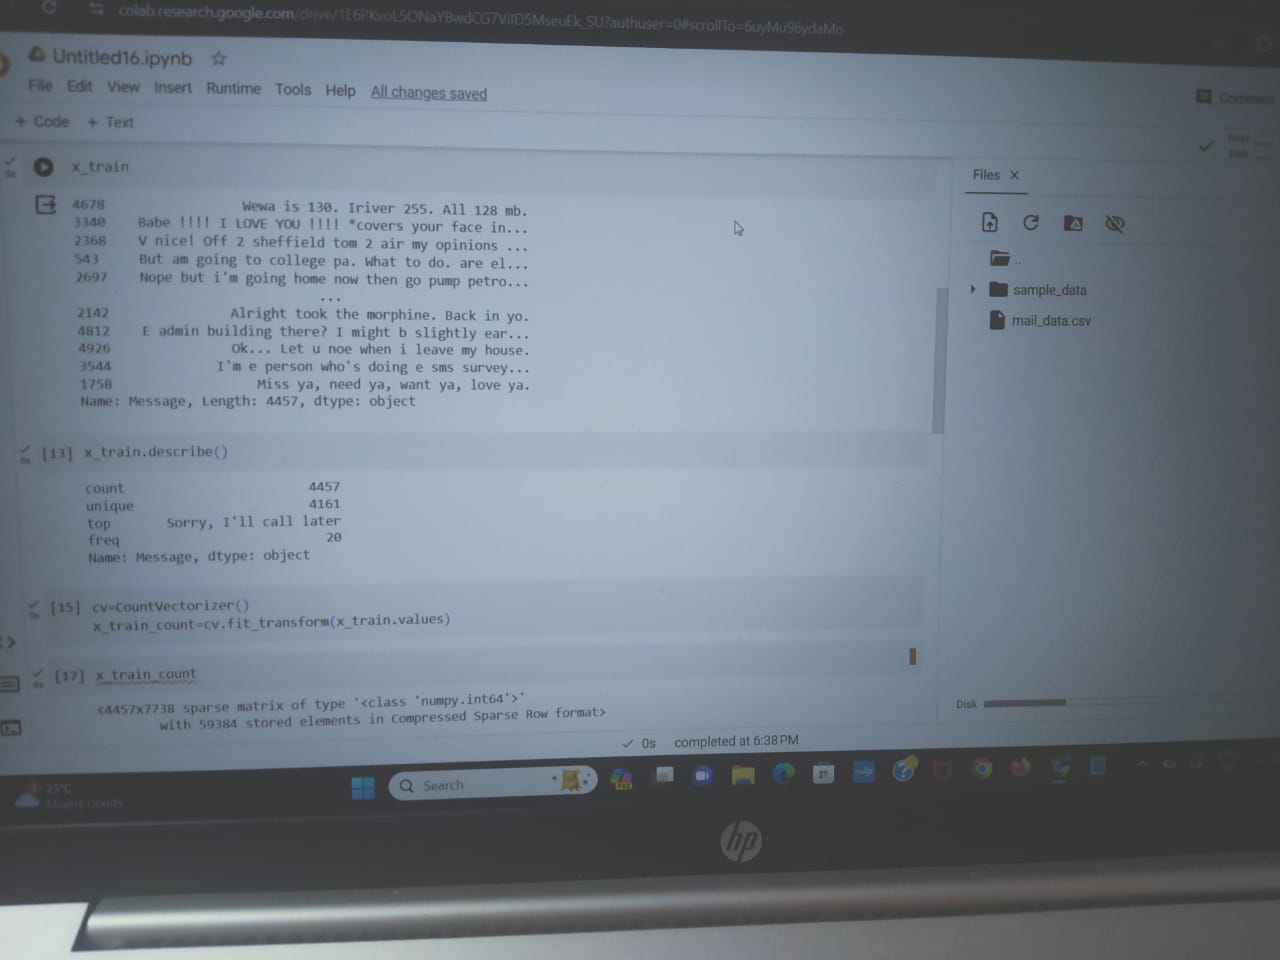 colab.research.google.com/drive/1E6PKvoL5ONaYBwdCG7ViID5MseuEk_SU?authuser=0#scrollTo=6uyMu96ydaMo
Untitled16.ipynb
File Edit View Insert Runtime Tools Help All changes saved
Comment
+ Code + Text
RAM
Disk
x_train
0s
4678 Wewa is 130. Iriver 255. All 128 mb.
3340 Babe !!!! I LOVE YOU !!!! *covers your face in...
2368 V nice! Off 2 sheffield tom 2 air my opinions ...
543 But am going to college pa. What to do. are el...
2697 Nope but i'm going home now then go pump petro...
...
2142 Alright took the morphine. Back in yo.
4812 E admin building there? I might b slightly ear...
4926 Ok... Let u noe when i leave my house.
3544 I'm e person who's doing e sms survey...
1758 Miss ya, need ya, want ya, love ya.
Name: Message, Length: 4457, dtype: object
[13] x_train.describe()
0s
count 4457
unique 4161
top Sorry, I'll call later
freq 20
Name: Message, dtype: object
[15] cv=CountVectorizer()
0s
x_train_count=cv.fit_transform(x_train.values)
[17] x_train_count
0s
<4457x7738 sparse matrix of type '<class 'numpy.int64'>'
with 59384 stored elements in Compressed Sparse Row format>
Files
..
sample_data
mail_data.csv
Disk
0s completed at 6:38 PM
25°C
Mostly cloudy
Search
hp